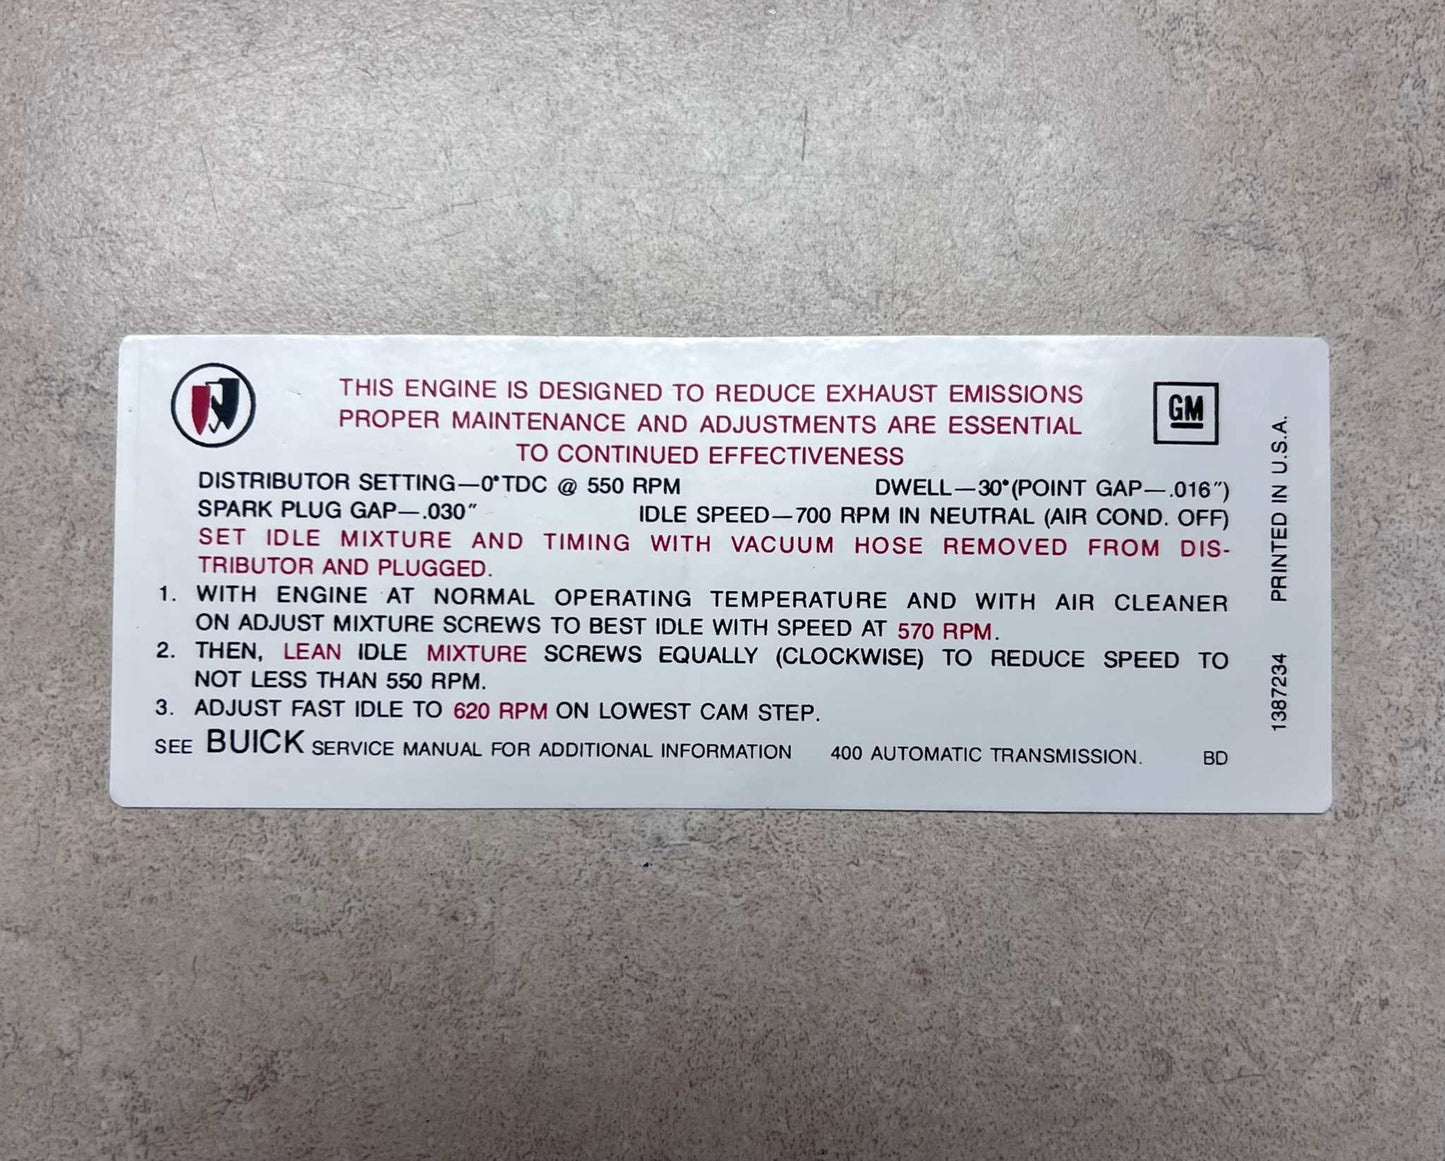 THIS ENGINE IS DESIGNED TO REDUCE EXHAUST EMISSIONS
PROPER MAINTENANCE AND ADJUSTMENTS ARE ESSENTIAL
TO CONTINUED EFFECTIVENESS
GM
DISTRIBUTOR SETTING—0°TDC @ 550 RPM DWELL—30°(POINT GAP—.016″)
SPARK PLUG GAP—.030″ IDLE SPEED—700 RPM IN NEUTRAL (AIR COND. OFF)
SET IDLE MIXTURE AND TIMING WITH VACUUM HOSE REMOVED FROM DIS-
TRIBUTOR AND PLUGGED.
1. WITH ENGINE AT NORMAL OPERATING TEMPERATURE AND WITH AIR CLEANER
ON ADJUST MIXTURE SCREWS TO BEST IDLE WITH SPEED AT 570 RPM.
2. THEN, LEAN IDLE MIXTURE SCREWS EQUALLY (CLOCKWISE) TO REDUCE SPEED TO
NOT LESS THAN 550 RPM.
3. ADJUST FAST IDLE TO 620 RPM ON LOWEST CAM STEP.
SEE BUICK SERVICE MANUAL FOR ADDITIONAL INFORMATION 400 AUTOMATIC TRANSMISSION. BD
1387234 PRINTED IN U.S.A.